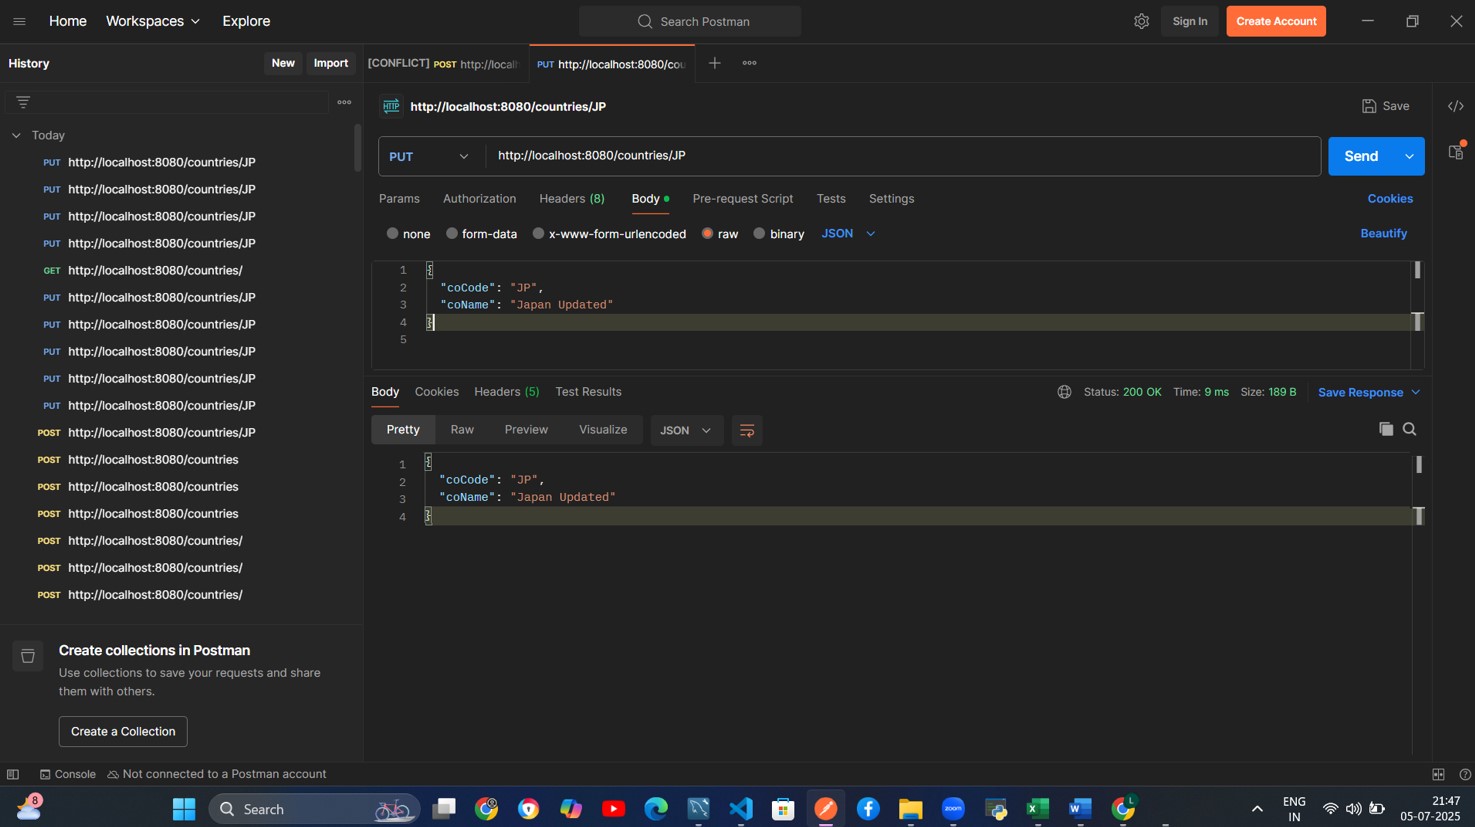 Home Workspaces Explore Search Postman Sign In Create Account
History New Import [CONFLICT] POST http://local PUT http://localhost:8080/cou
HTTP http://localhost:8080/countries/JP Save
Today
PUT http://localhost:8080/countries/JP
PUT http://localhost:8080/countries/JP
PUT http://localhost:8080/countries/JP
PUT http://localhost:8080/countries/JP
GET http://localhost:8080/countries/
PUT http://localhost:8080/countries/JP
PUT http://localhost:8080/countries/JP
PUT http://localhost:8080/countries/JP
PUT http://localhost:8080/countries/JP
PUT http://localhost:8080/countries/JP
POST http://localhost:8080/countries/JP
POST http://localhost:8080/countries
POST http://localhost:8080/countries
POST http://localhost:8080/countries
POST http://localhost:8080/countries/
POST http://localhost:8080/countries/
POST http://localhost:8080/countries/
Create collections in Postman
Use collections to save your requests and share
them with others.
Create a Collection
PUT http://localhost:8080/countries/JP Send
Params Authorization Headers (8) Body Pre-request Script Tests Settings Cookies
none form-data x-www-form-urlencoded raw binary JSON Beautify
1 {
2 "coCode": "JP",
3 "coName": "Japan Updated"
4 }
5
Body Cookies Headers (5) Test Results Status: 200 OK Time: 9 ms Size: 189 B Save Response
Pretty Raw Preview Visualize JSON
1 {
2 "coCode": "JP",
3 "coName": "Japan Updated"
4 }
Console Not connected to a Postman account
8 Search zoom L ENG 21:47
IN 05-07-2025